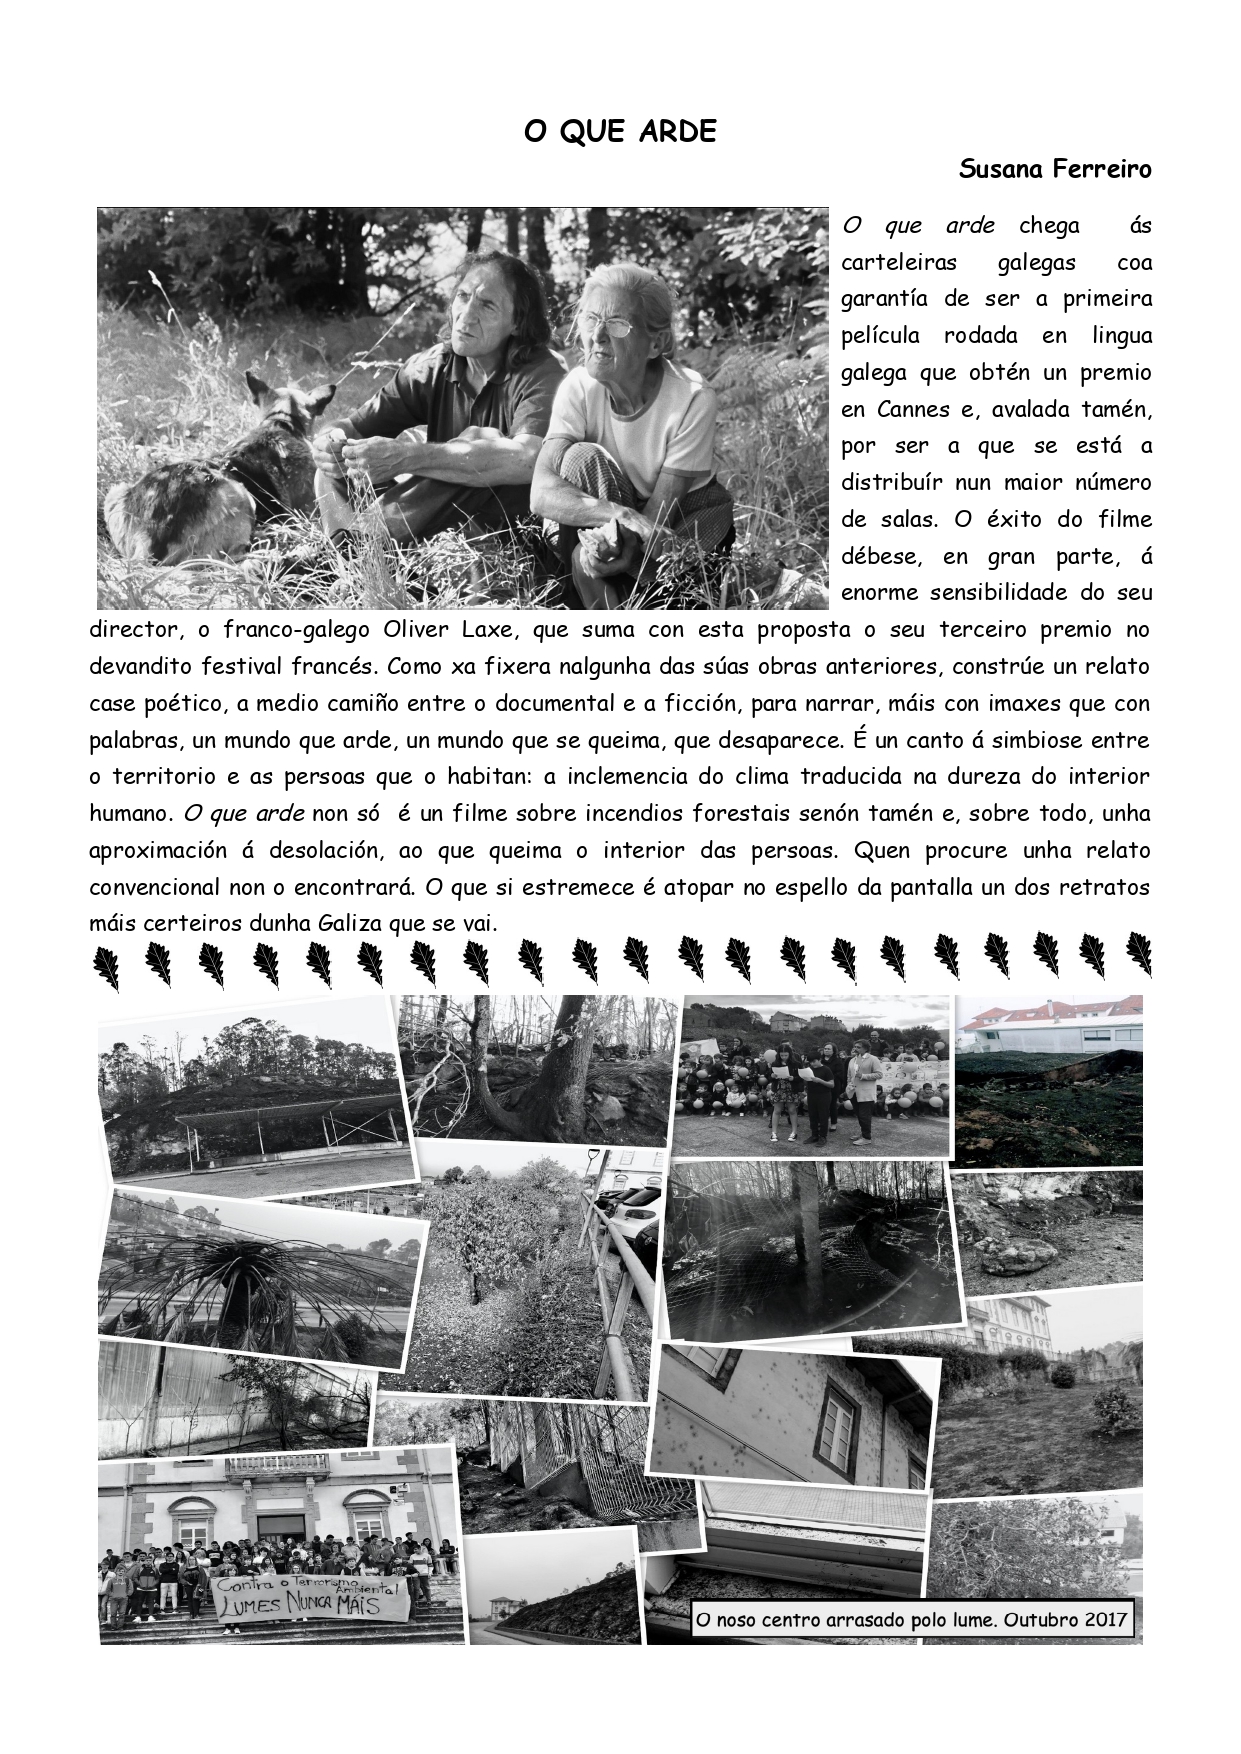 O QUE ARDE
Susana Ferreiro
O que arde chega ás
carteleiras galegas coa
garantía de ser a primeira
película rodada en lingua
galega que obtén un premio
en Cannes e, avalada tamén,
por ser a que se está a
distribuír nun maior número
de salas. O éxito do filme
débese, en gran parte, á
enorme sensibilidade do seu
director, o franco-galego Oliver Laxe, que suma con esta proposta o seu terceiro premio no
devandito festival francés. Como xa fixera nalgunha das súas obras anteriores, constrúe un relato
case poético, a medio camiño entre o documental e a ficción, para narrar, máis con imaxes que con
palabras, un mundo que arde, un mundo que se queima, que desaparece. É un canto á simbiose entre
o territorio e as persoas que o habitan: a inclemencia do clima traducida na dureza do interior
humano. O que arde non só é un filme sobre incendios forestais senón tamén e, sobre todo, unha
aproximación á desolación, ao que queima o interior das persoas. Quen procure unha relato
convencional non o encontrará. O que si estremece é atopar no espello da pantalla un dos retratos
máis certeiros dunha Galiza que se vai.
Contra o Terrorismo
Ambiental
LUMES NUNCA MÁIS
O noso centro arrasado polo lume. Outubro 2017